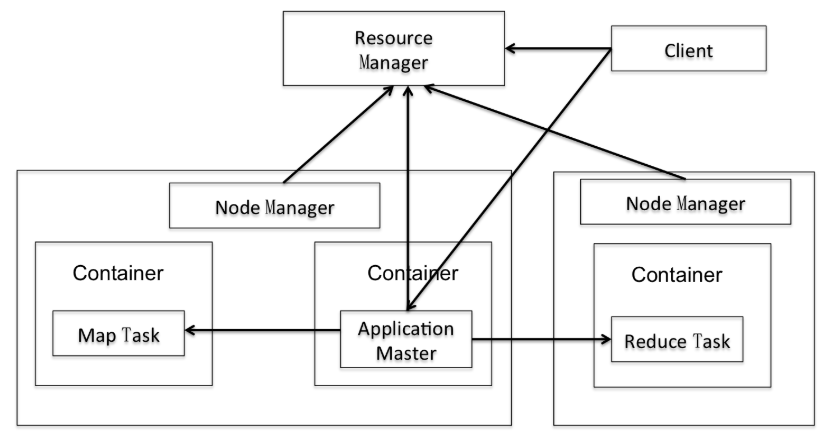 Resource
Manager
Client
Node Manager
Node Manager
Container
Container
Container
Map Task
Application
Master
Reduce Task